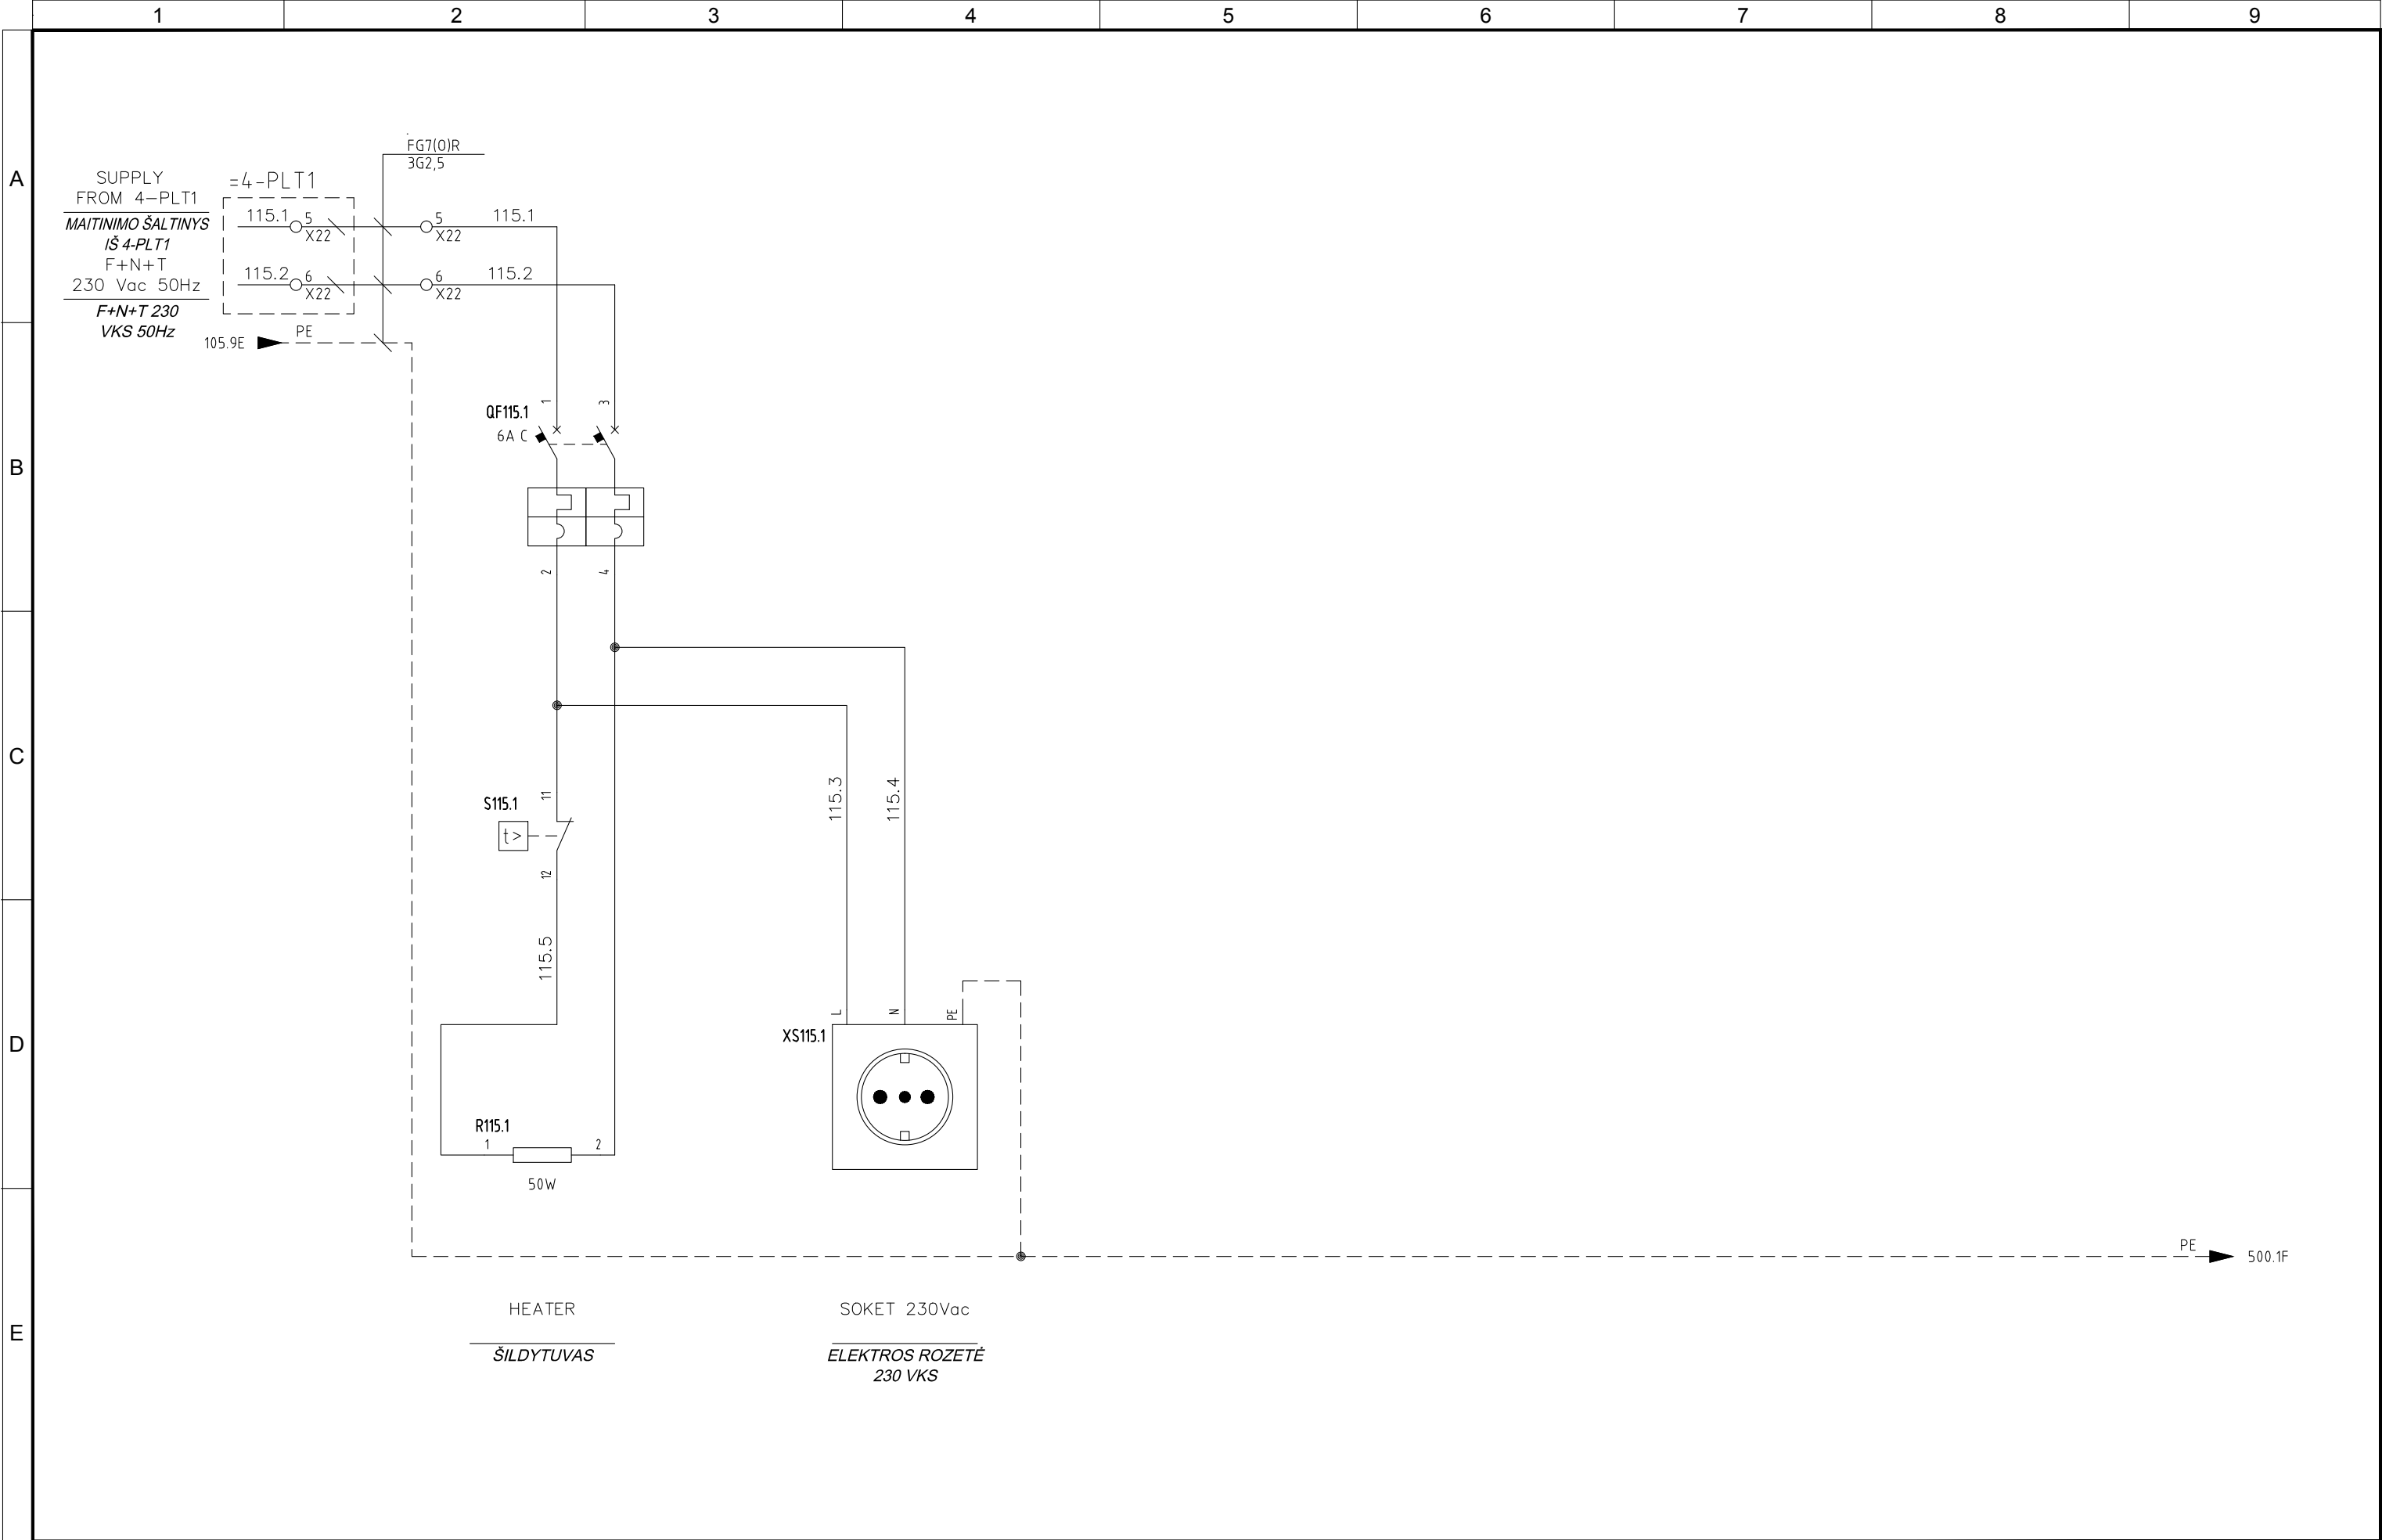 1 2 3 4 5 6 7 8 9
A
B
C
D
E
FG7(O)R
3G2,5
SUPPLY
FROM 4-PLT1
MAITINIMO ŠALTINYS
IŠ 4-PLT1
F+N+T
230 Vac 50Hz
F+N+T 230
VKS 50Hz
=4-PLT1
115.1 5 X22 5 X22 115.1
115.2 6 X22 6 X22 115.2
105.9E PE
QF115.1 1 3
6A C
2 4
115.3 115.4
S115.1 11
t>
12
115.5
L N PE
XS115.1
R115.1
1 2
50W
PE 500.1F
HEATER
ŠILDYTUVAS
SOKET 230Vac
ELEKTROS ROZETĖ
230 VKS